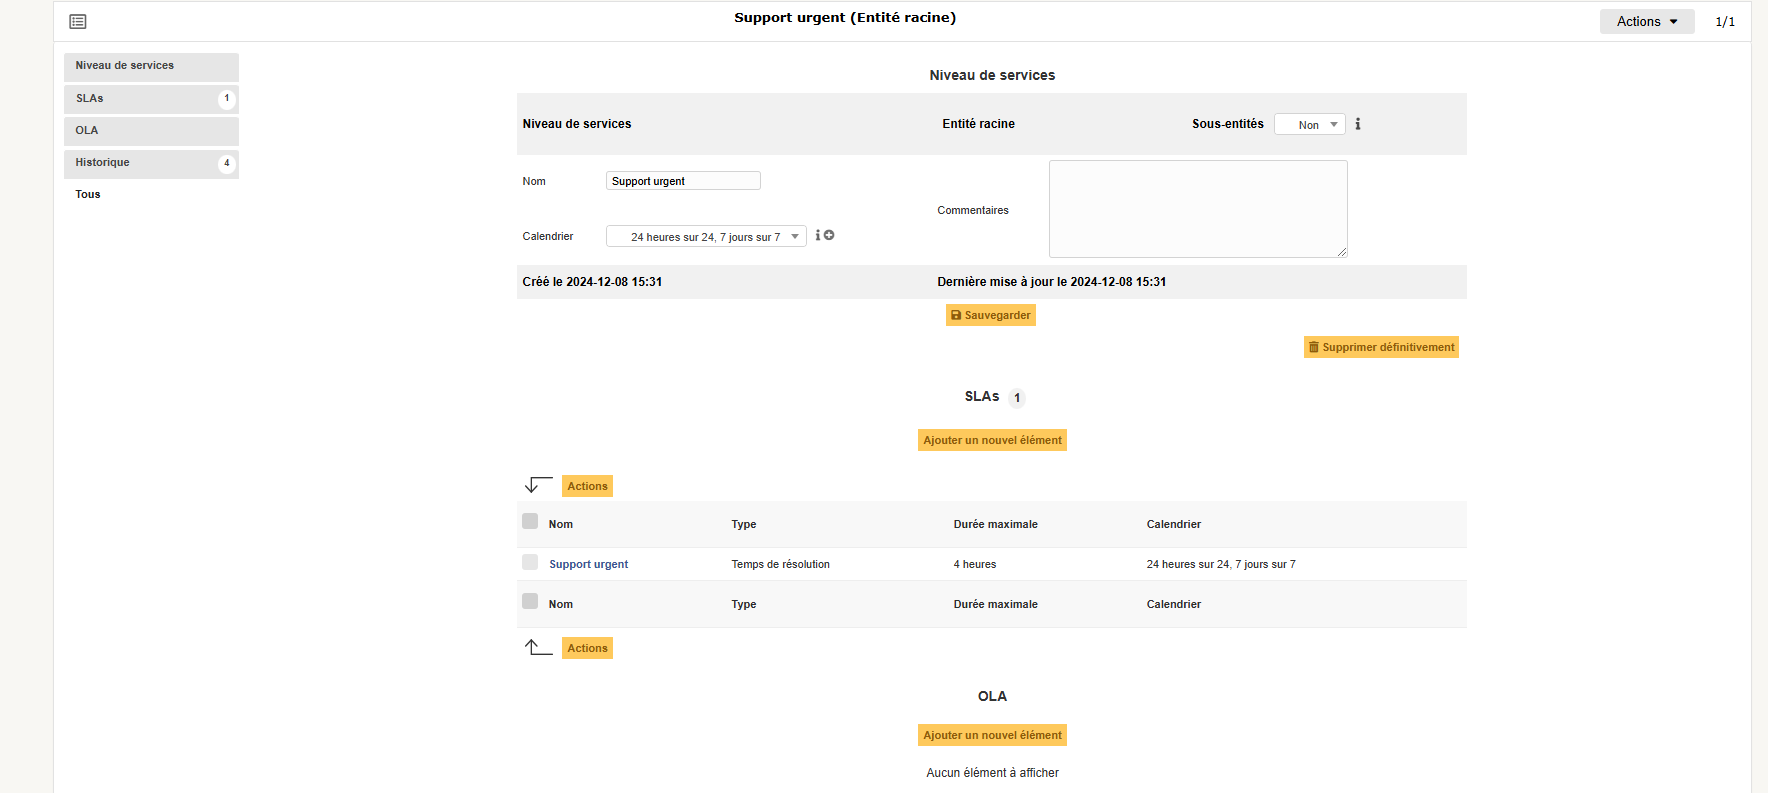 Support urgent (Entité racine)
Actions
1/1
Niveau de services
SLAs 1
OLA
Historique 4
Tous
Niveau de services
Niveau de services Entité racine Sous-entités Non
Nom Support urgent
Commentaires
Calendrier 24 heures sur 24, 7 jours sur 7
Créé le 2024-12-08 15:31 Dernière mise à jour le 2024-12-08 15:31
Sauvegarder
Supprimer définitivement
SLAs 1
Ajouter un nouvel élément
Actions
Nom Type Durée maximale Calendrier
Support urgent Temps de résolution 4 heures 24 heures sur 24, 7 jours sur 7
Nom Type Durée maximale Calendrier
Actions
OLA
Ajouter un nouvel élément
Aucun élément à afficher